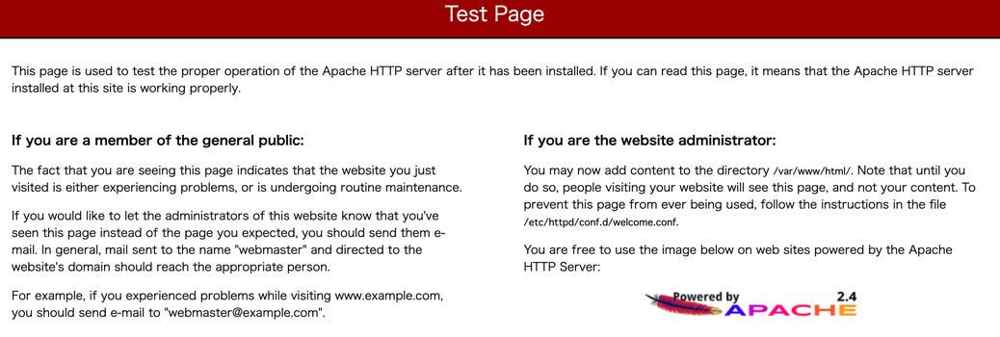 Test Page
This page is used to test the proper operation of the Apache HTTP server after it has been installed. If you can read this page, it means that the Apache HTTP server
installed at this site is working properly.
If you are a member of the general public:
The fact that you are seeing this page indicates that the website you just
visited is either experiencing problems, or is undergoing routine maintenance.
If you would like to let the administrators of this website know that you've
seen this page instead of the page you expected, you should send them e-
mail. In general, mail sent to the name "webmaster" and directed to the
website's domain should reach the appropriate person.
For example, if you experienced problems while visiting www.example.com,
you should send e-mail to "webmaster@example.com".
If you are the website administrator:
You may now add content to the directory /var/www/html/. Note that until you
do so, people visiting your website will see this page, and not your content. To
prevent this page from ever being used, follow the instructions in the file
/etc/httpd/conf.d/welcome.conf.
You are free to use the image below on web sites powered by the Apache
HTTP Server:
Powered by 2.4
APACHE